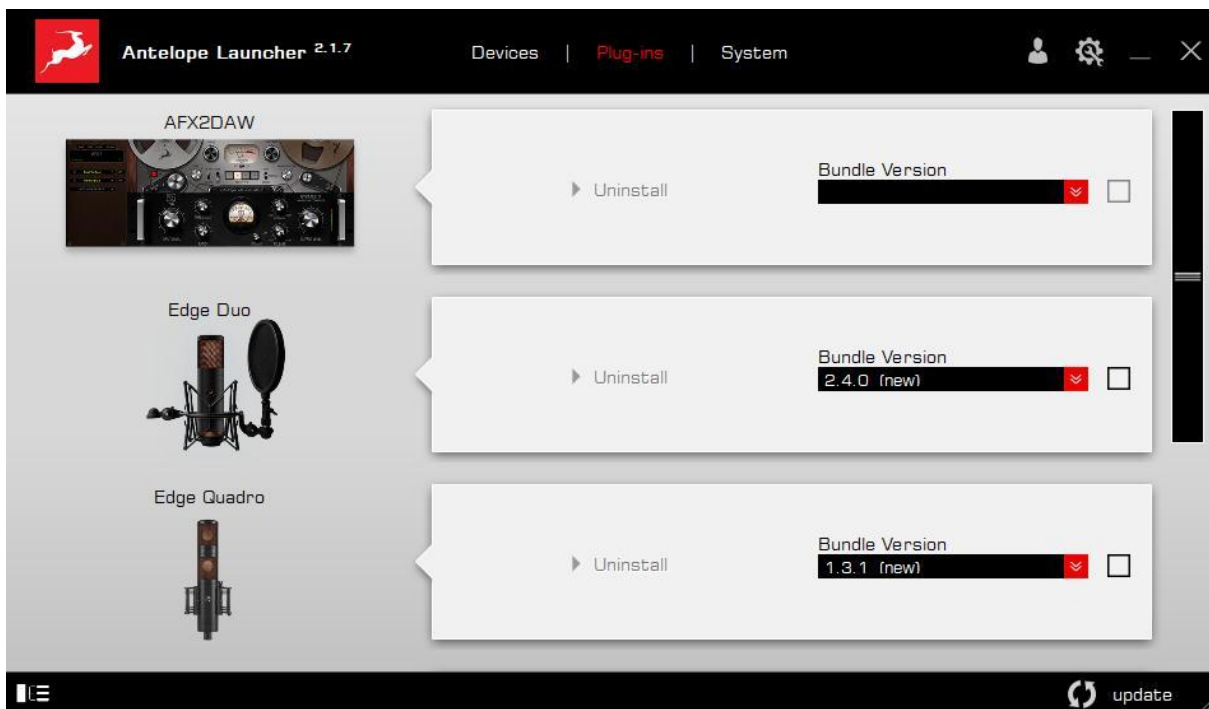 Antelope Launcher 2.1.7
Devices | Plug-ins | System
AFX2DAW
Uninstall
Bundle Version
Edge Duo
Uninstall
Bundle Version
2.4.0 (new)
Edge Quadro
Uninstall
Bundle Version
1.3.1 (new)
update